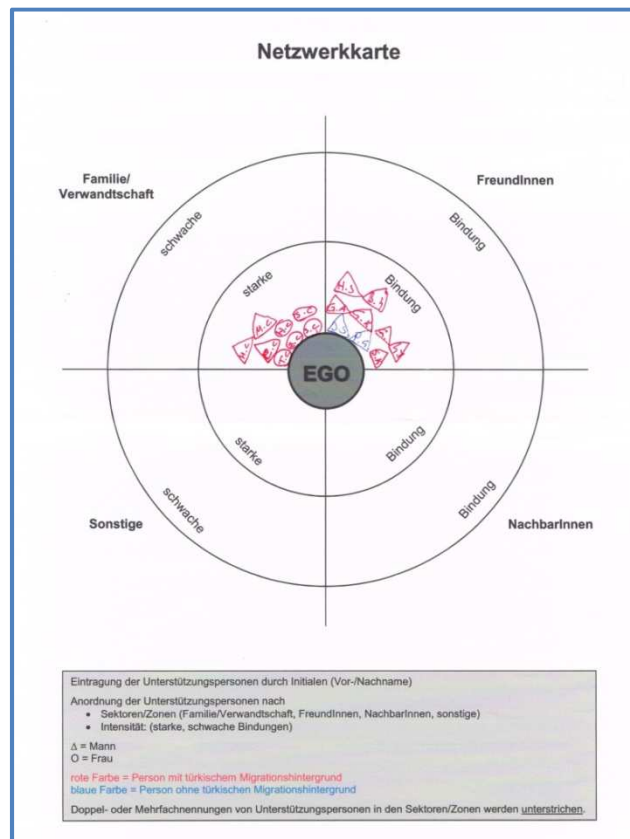 Netzwerkkarte
Familie/
Verwandtschaft
FreundInnen
schwache
Bindung
starke
Bindung
H.S
S.S
M.C
S.C
G.A
M.C
EGO
starke
Bindung
schwache
Bindung
Sonstige
NachbarInnen
Eintragung der Unterstützungspersonen durch Initialen (Vor-/Nachname)
Anordnung der Unterstützungspersonen nach
• Sektoren/Zonen (Familie/Verwandtschaft, FreundInnen, NachbarInnen, sonstige)
• Intensität: (starke, schwache Bindungen)
Δ = Mann
O = Frau
rote Farbe = Person mit türkischem Migrationshintergrund
blaue Farbe = Person ohne türkischen Migrationshintergrund
Doppel- oder Mehrfachnennungen von Unterstützungspersonen in den Sektoren/Zonen werden unterstrichen.